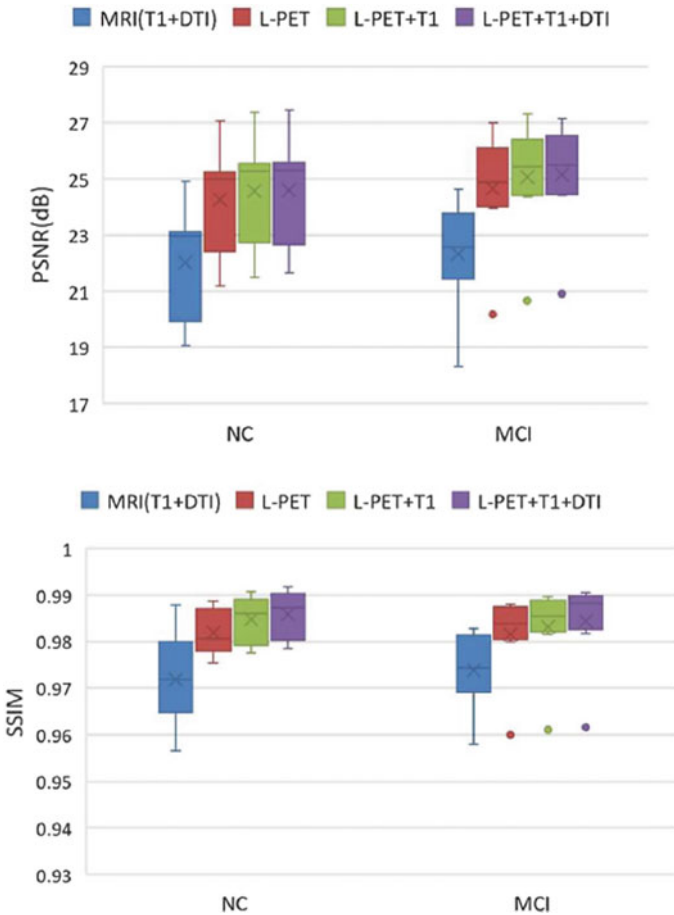 MRI(T1+DTI) L-PET L-PET+T1 L-PET+T1+DTI
29
27
25
23
21
19
17
PSNR(dB)
NC MCI
MRI(T1+DTI) L-PET L-PET+T1 L-PET+T1+DTI
1
0.99
0.98
0.97
0.96
0.95
0.94
0.93
SSIM
NC MCI